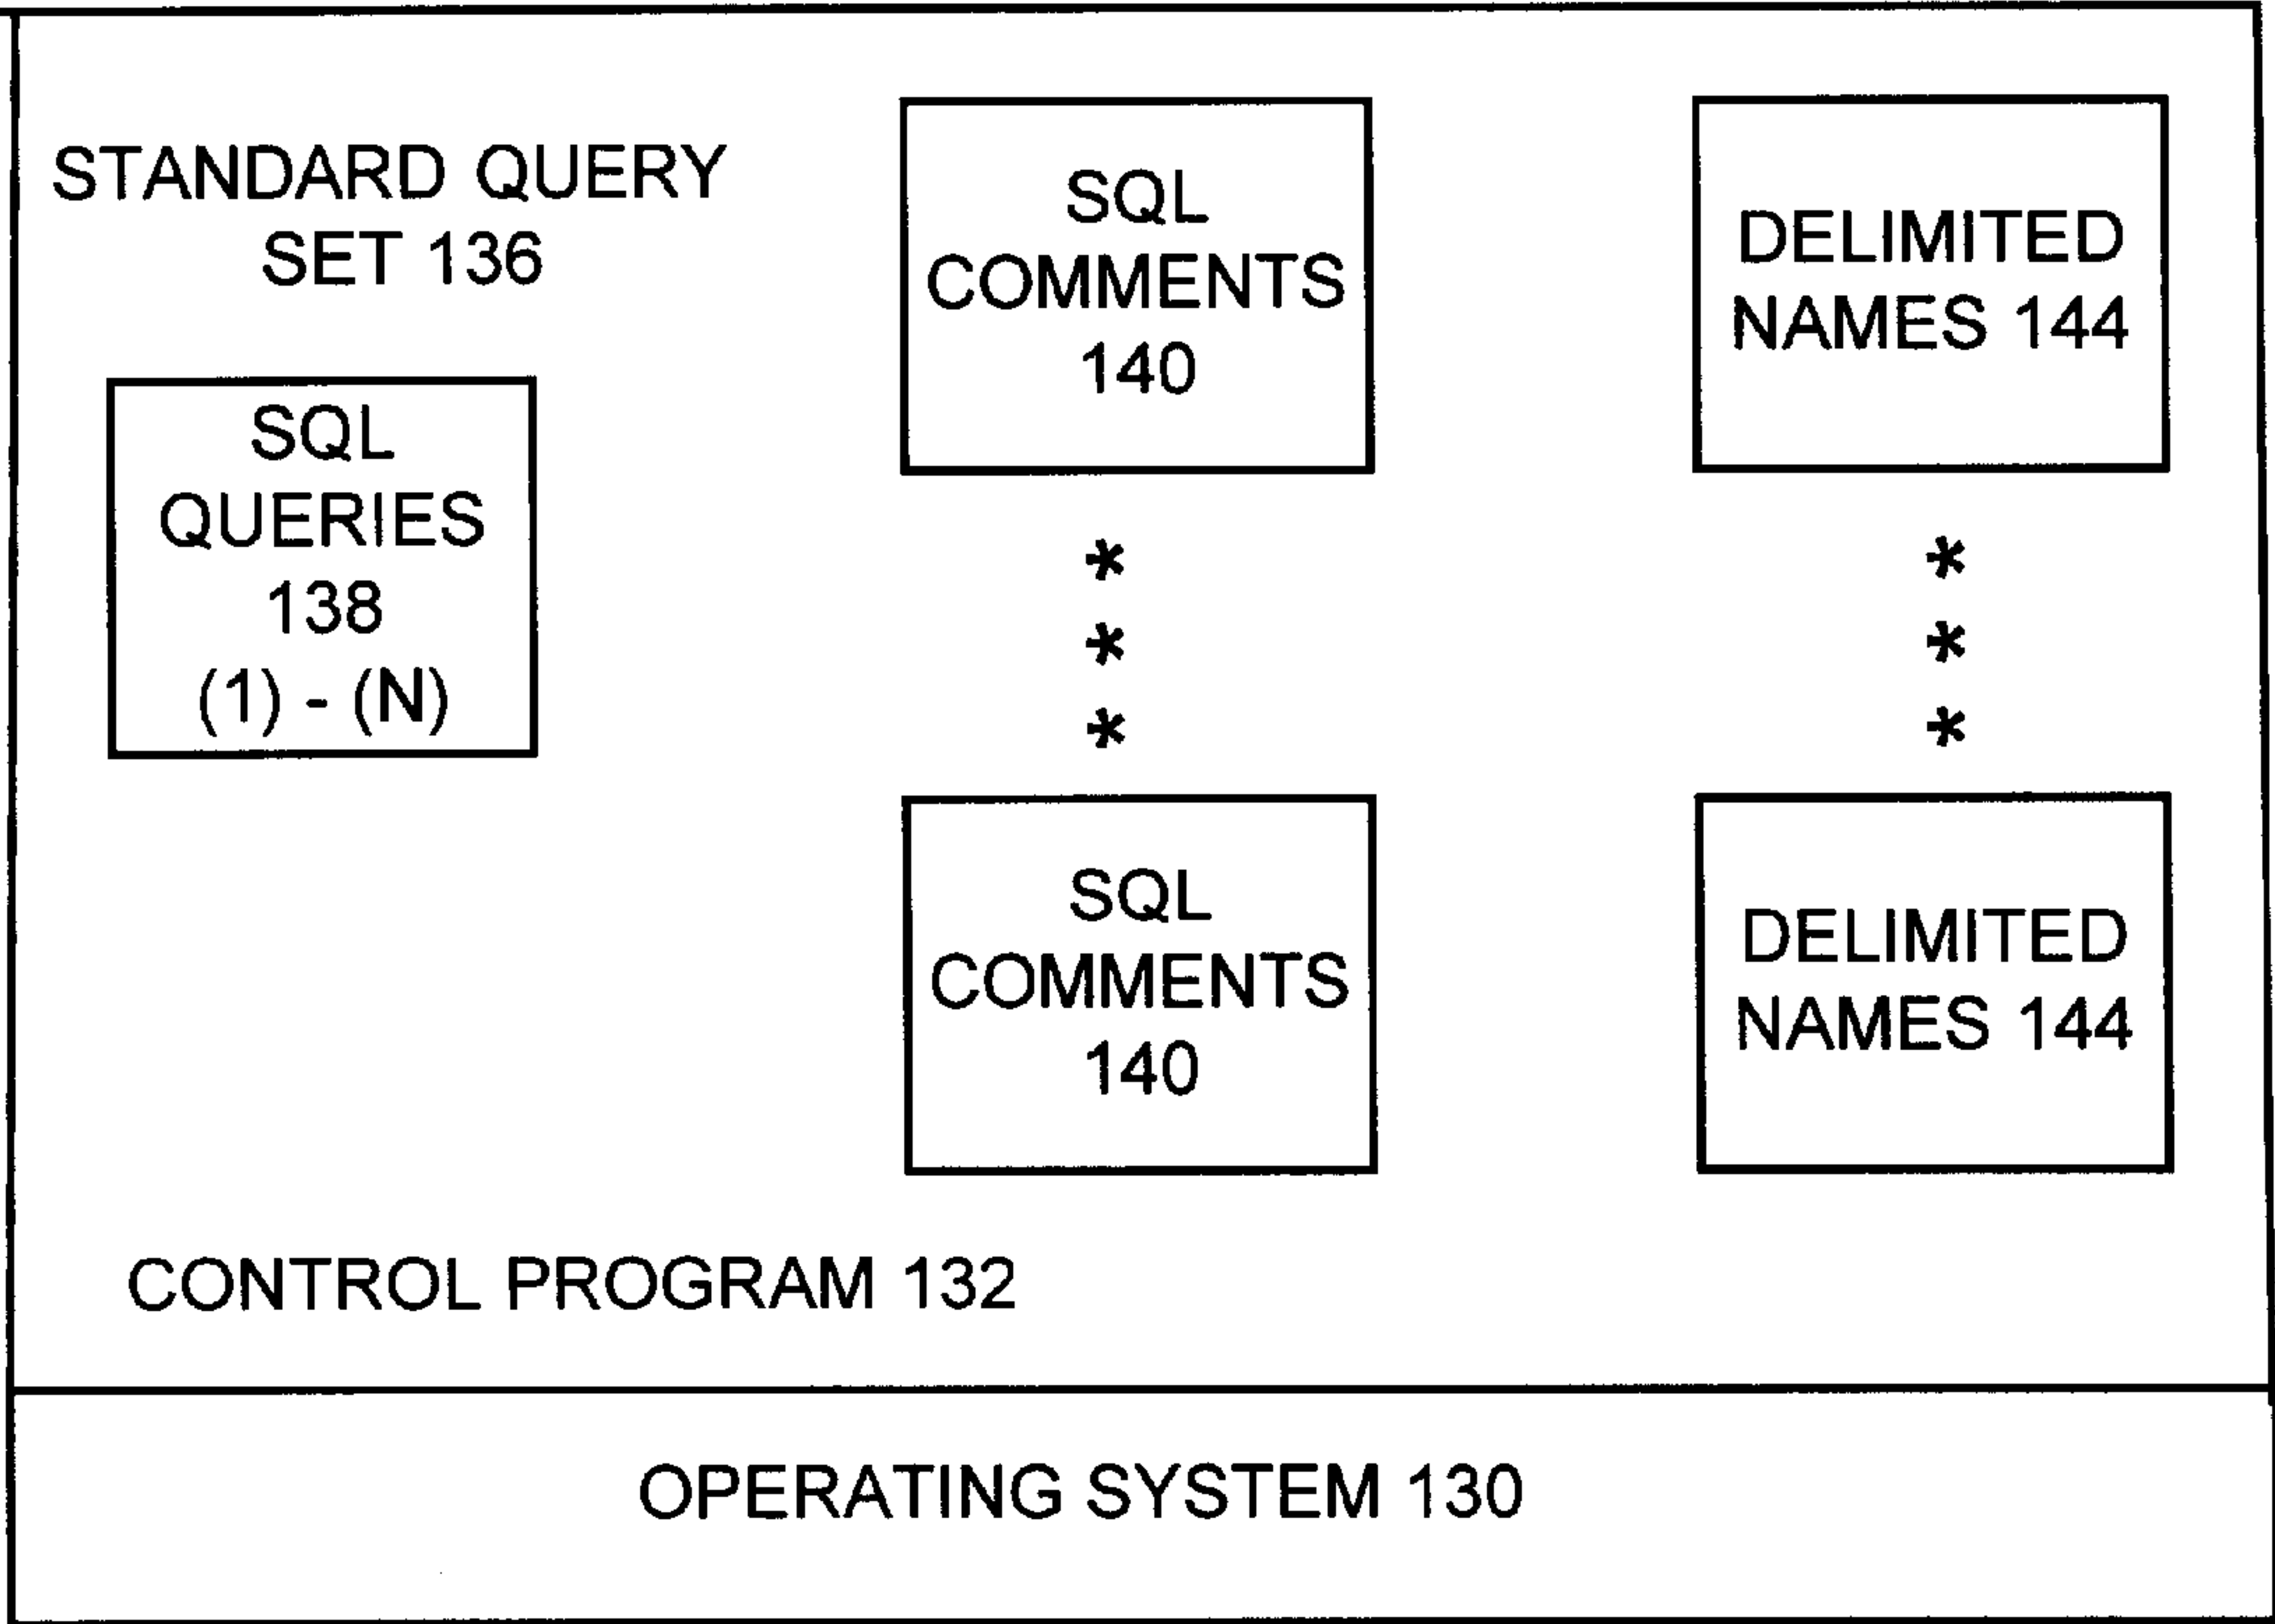 STANDARD QUERY
SET 136
SQL
QUERIES
138
(1) - (N)
SQL
COMMENTS
140
*
*
*
SQL
COMMENTS
140
DELIMITED
NAMES 144
*
*
*
DELIMITED
NAMES 144
CONTROL PROGRAM 132
OPERATING SYSTEM 130